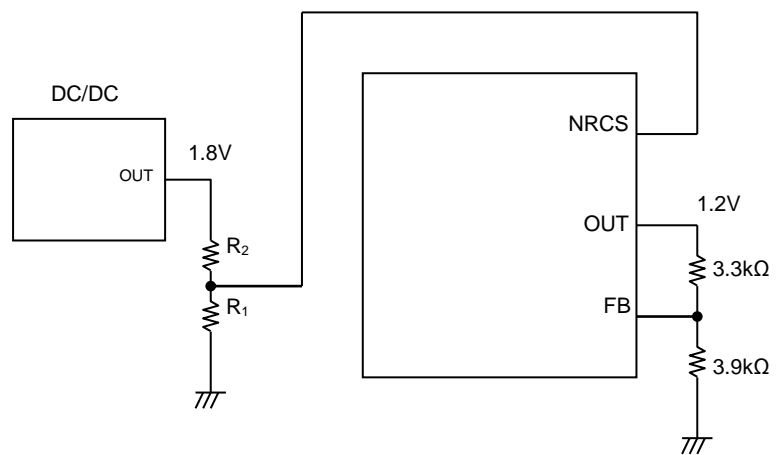 DC/DC
OUT
1.8V
R₂
R₁
NRCS
OUT
1.2V
3.3kΩ
FB
3.9kΩ